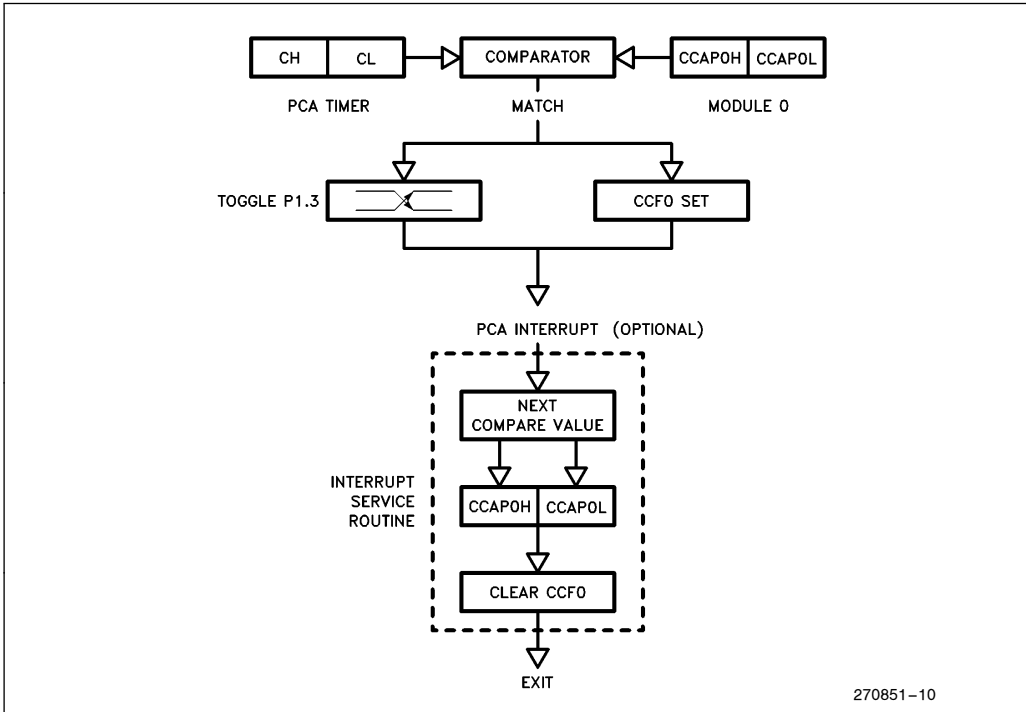 CH CL COMPARATOR CCAP0H CCAP0L
PCA TIMER MATCH MODULE 0
TOGGLE P1.3 CCF0 SET
PCA INTERRUPT (OPTIONAL)
NEXT
COMPARE VALUE
INTERRUPT
SERVICE
ROUTINE
CCAP0H CCAP0L
CLEAR CCF0
EXIT
270851-10